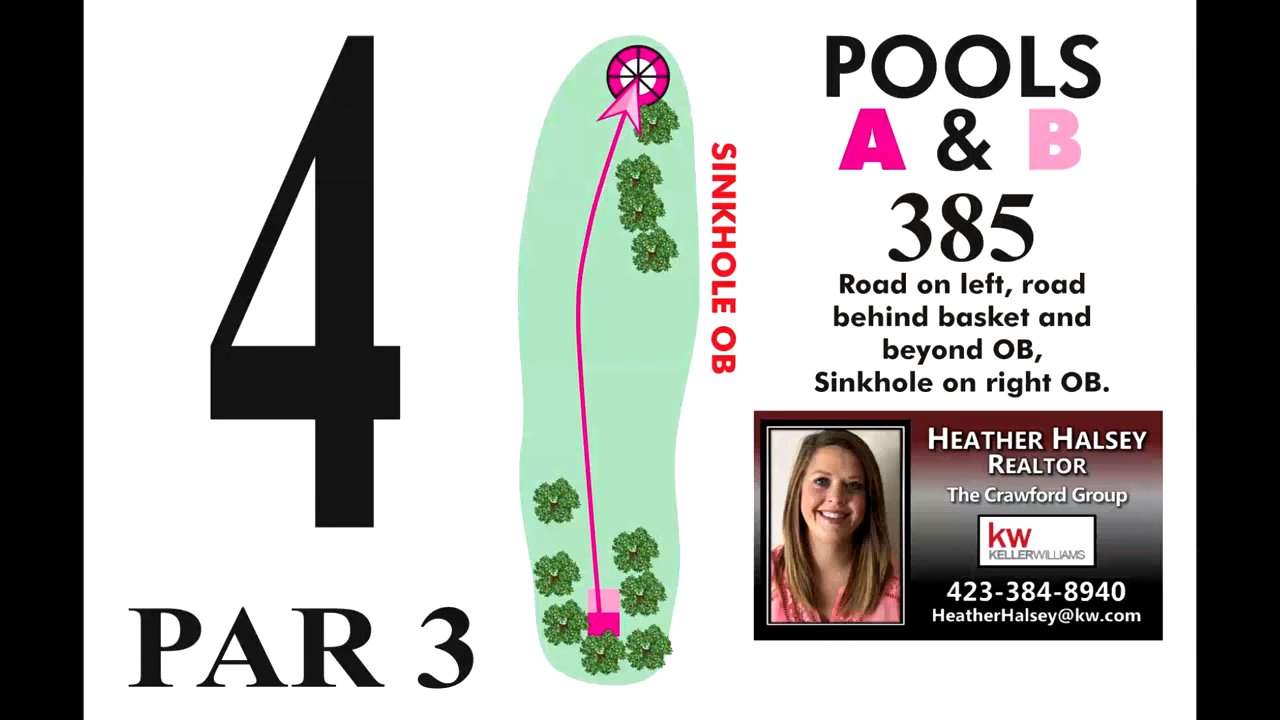 4
PAR 3
SINKHOLE OB
POOLS
A & B
385
Road on left, road
behind basket and
beyond OB,
Sinkhole on right OB.
HEATHER HALSEY
REALTOR
The Crawford Group
kw
KELLERWILLIAMS
423-384-8940
HeatherHalsey@kw.com